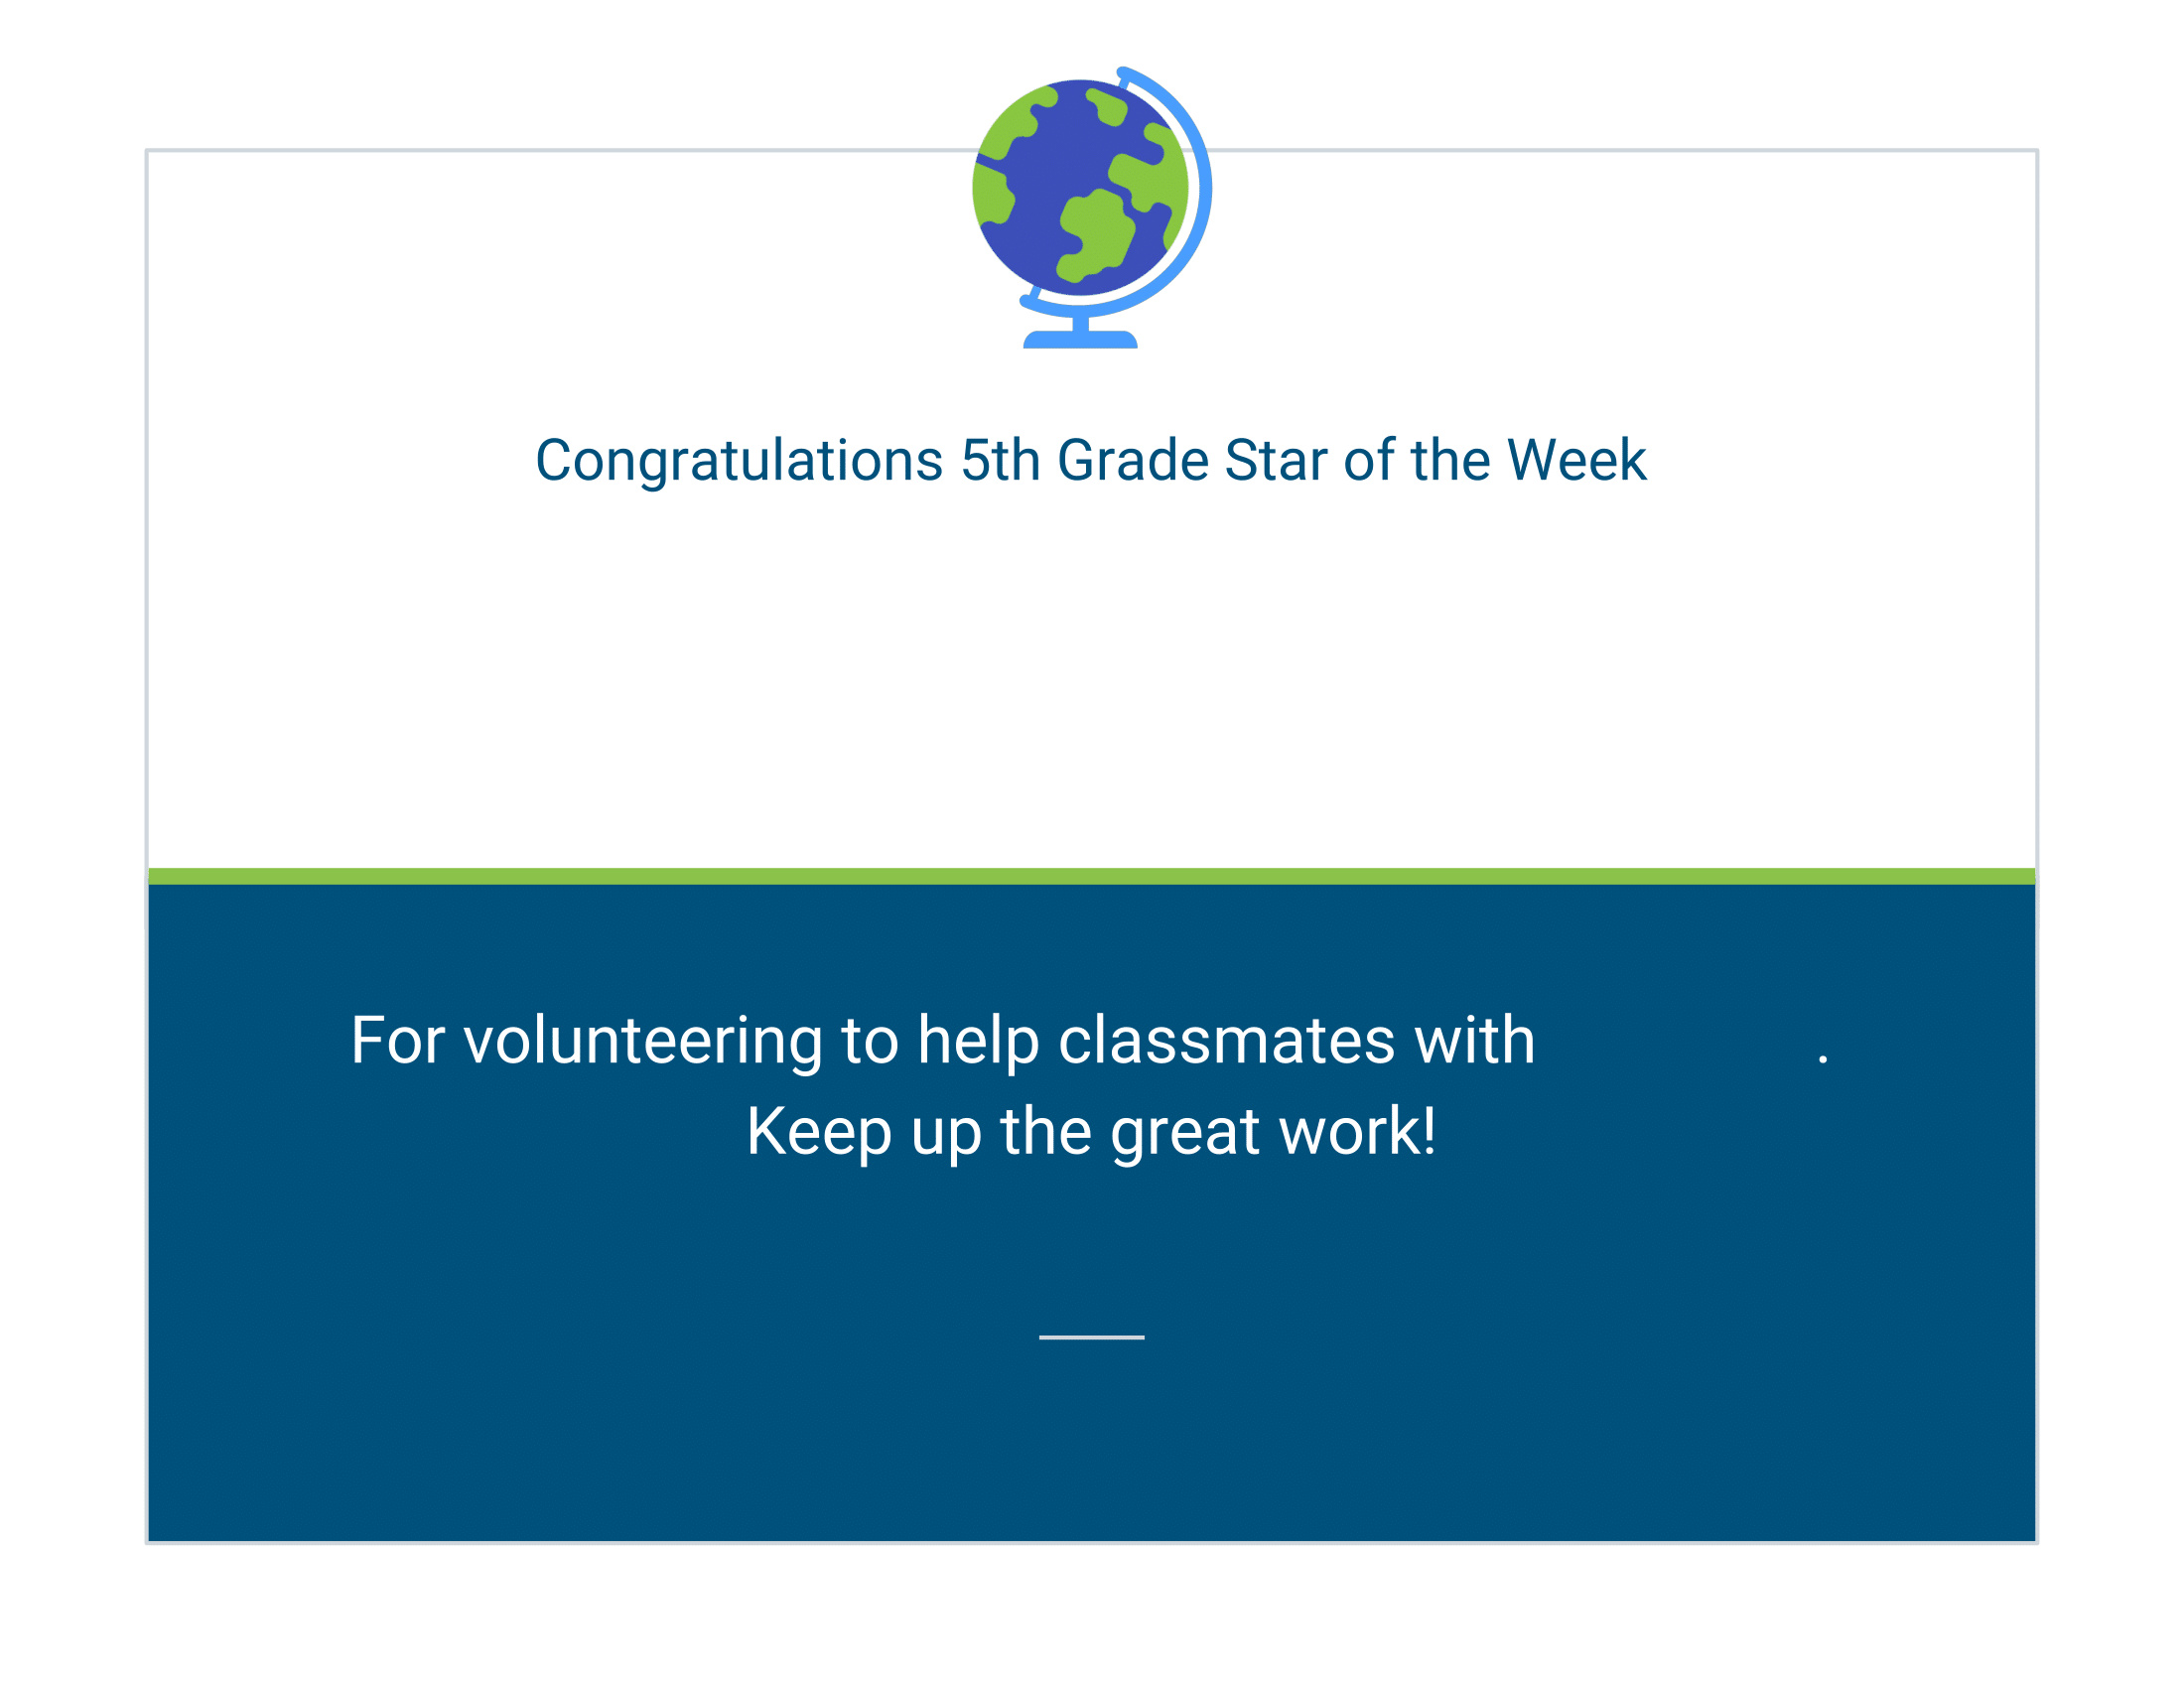 Congratulations 5th Grade Star of the Week
For volunteering to help classmates with .
Keep up the great work!